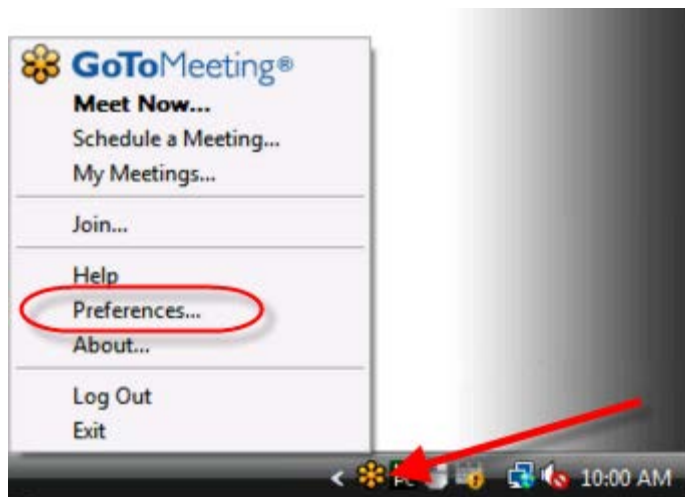 GoToMeeting®
Meet Now...
Schedule a Meeting...
My Meetings...
Join...
Help
Preferences...
About...
Log Out
Exit
< 10:00 AM